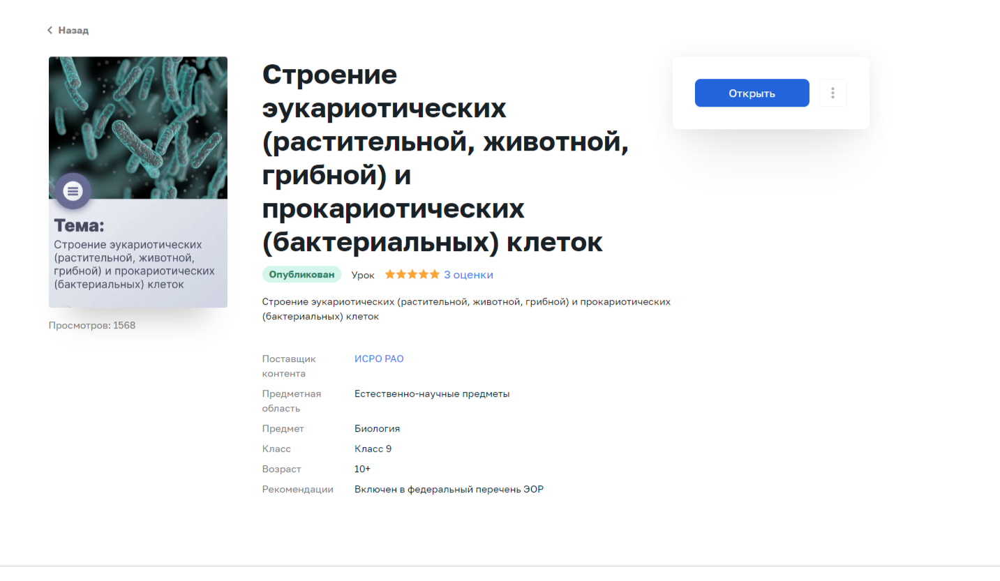 Назад
Тема:
Строение эукариотических
(растительной, животной,
грибной) и прокариотических
(бактериальных) клеток
Просмотров: 1568
Строение
эукариотических
(растительной, животной,
грибной) и
прокариотических
(бактериальных) клеток
Опубликован Урок 3 оценки
Строение эукариотических (растительной, животной, грибной) и прокариотических
(бактериальных) клеток
Поставщик
контента
ИСРО РАО
Предметная
область
Естественно-научные предметы
Предмет Биология
Класс Класс 9
Возраст 10+
Рекомендации Включен в федеральный перечень ЭОР
Открыть